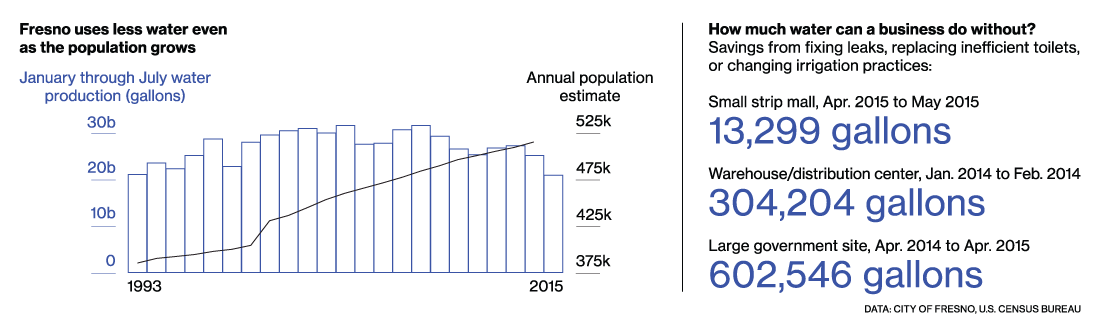 Fresno uses less water even
as the population grows
January through July water
production (gallons)
Annual population
estimate
30b
20b
10b
0
525k
475k
425k
375k
1993
2015
How much water can a business do without?
Savings from fixing leaks, replacing inefficient toilets,
or changing irrigation practices:
Small strip mall, Apr. 2015 to May 2015
13,299 gallons
Warehouse/distribution center, Jan. 2014 to Feb. 2014
304,204 gallons
Large government site, Apr. 2014 to Apr. 2015
602,546 gallons
DATA: CITY OF FRESNO, U.S. CENSUS BUREAU